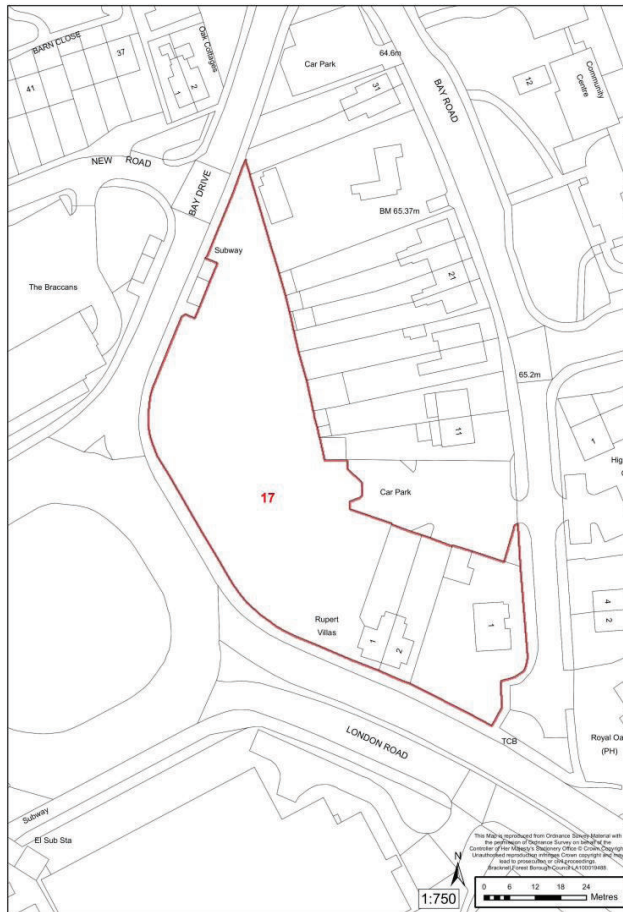 BARN CLOSE
37
41
Oak Cottages
1
2
Car Park
64.6m
31
BAY ROAD
12
Community
Centre
NEW ROAD
BAY DRIVE
BM 65.37m
Subway
The Braccans
21
65.2m
11
1
17
Car Park
Rupert
Villas
1
2
1
4
2
LONDON ROAD
TCB
Royal Oa
(PH)
Subway
El Sub Sta
This Map is reproduced from Ordnance Survey Material with
the permission of Ordnance Survey on behalf of the
Controller of Her Majesty's Stationery Office © Crown Copyright.
Unauthorised reproduction infringes Crown copyright and may
lead to prosecution or civil proceedings.
Bracknell Forest Borough Council LA100019488.
N
1:750
0 6 12 18 24
Metres